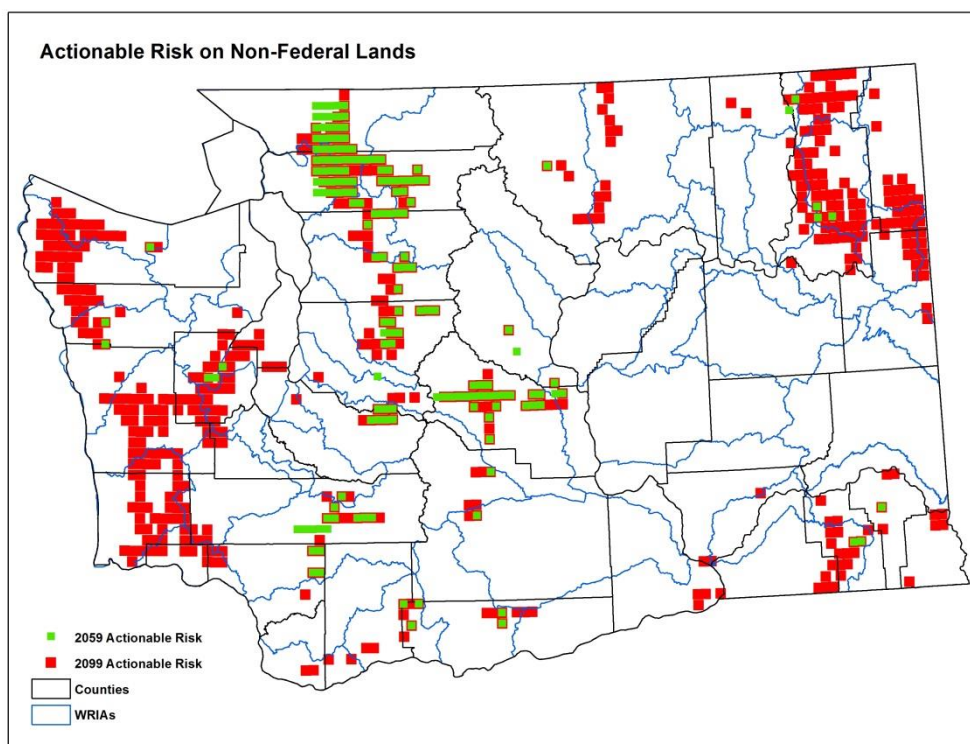 Actionable Risk on Non-Federal Lands
2059 Actionable Risk
2099 Actionable Risk
Counties
WRIAs